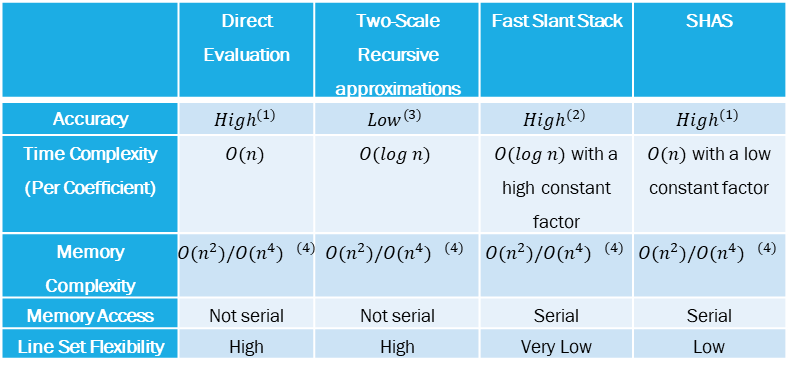 Direct Evaluation
Two-Scale Recursive approximations
Fast Slant Stack
SHAS
Accuracy
High(1)
Low(3)
High(2)
High(1)
Time Complexity (Per Coefficient)
O(n)
O(log n)
O(log n) with a high constant factor
O(n) with a low constant factor
Memory Complexity
O(n²)/O(n⁴) (4)
O(n²)/O(n⁴) (4)
O(n²)/O(n⁴) (4)
O(n²)/O(n⁴) (4)
Memory Access
Not serial
Not serial
Serial
Serial
Line Set Flexibility
High
High
Very Low
Low